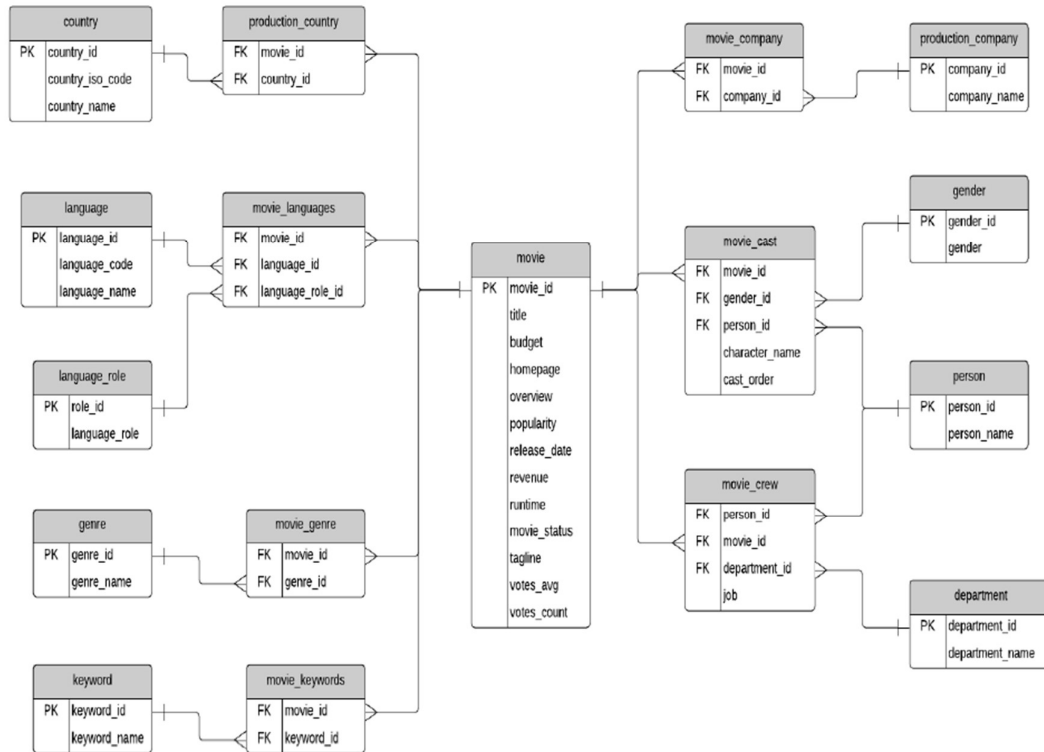 country
PK country_id
country_iso_code
country_name
production_country
FK movie_id
FK country_id
language
PK language_id
language_code
language_name
movie_languages
FK movie_id
FK language_id
FK language_role_id
language_role
PK role_id
language_role
genre
PK genre_id
genre_name
movie_genre
FK movie_id
FK genre_id
keyword
PK keyword_id
keyword_name
movie_keywords
FK movie_id
FK keyword_id
movie
PK movie_id
title
budget
homepage
overview
popularity
release_date
revenue
runtime
movie_status
tagline
votes_avg
votes_count
movie_company
FK movie_id
FK company_id
production_company
PK company_id
company_name
movie_cast
FK movie_id
FK gender_id
FK person_id
character_name
cast_order
gender
PK gender_id
gender
person
PK person_id
person_name
movie_crew
FK person_id
FK movie_id
FK department_id
job
department
PK department_id
department_name